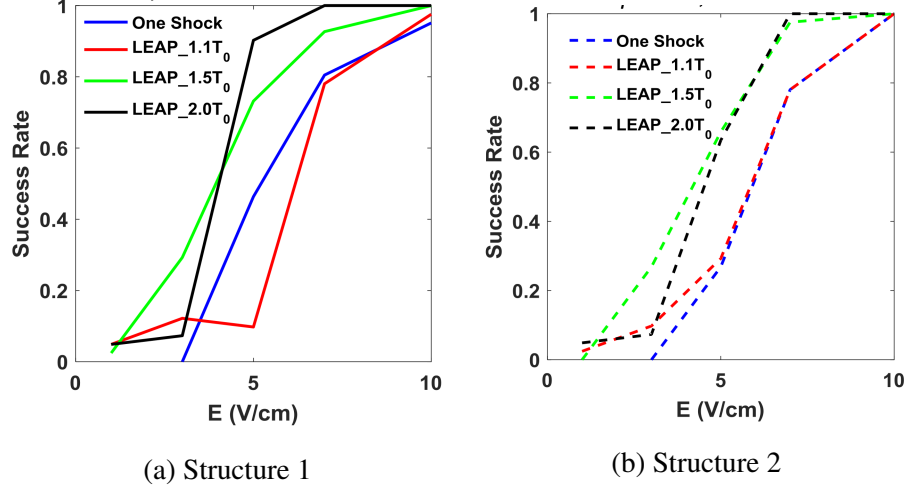 One Shock
LEAP_1.1T0
LEAP_1.5T0
LEAP_2.0T0
Success Rate
1
0.8
0.6
0.4
0.2
0
0
5
10
E (V/cm)
(a) Structure 1
One Shock
LEAP_1.1T0
LEAP_1.5T0
LEAP_2.0T0
Success Rate
1
0.8
0.6
0.4
0.2
0
0
5
10
E (V/cm)
(b) Structure 2